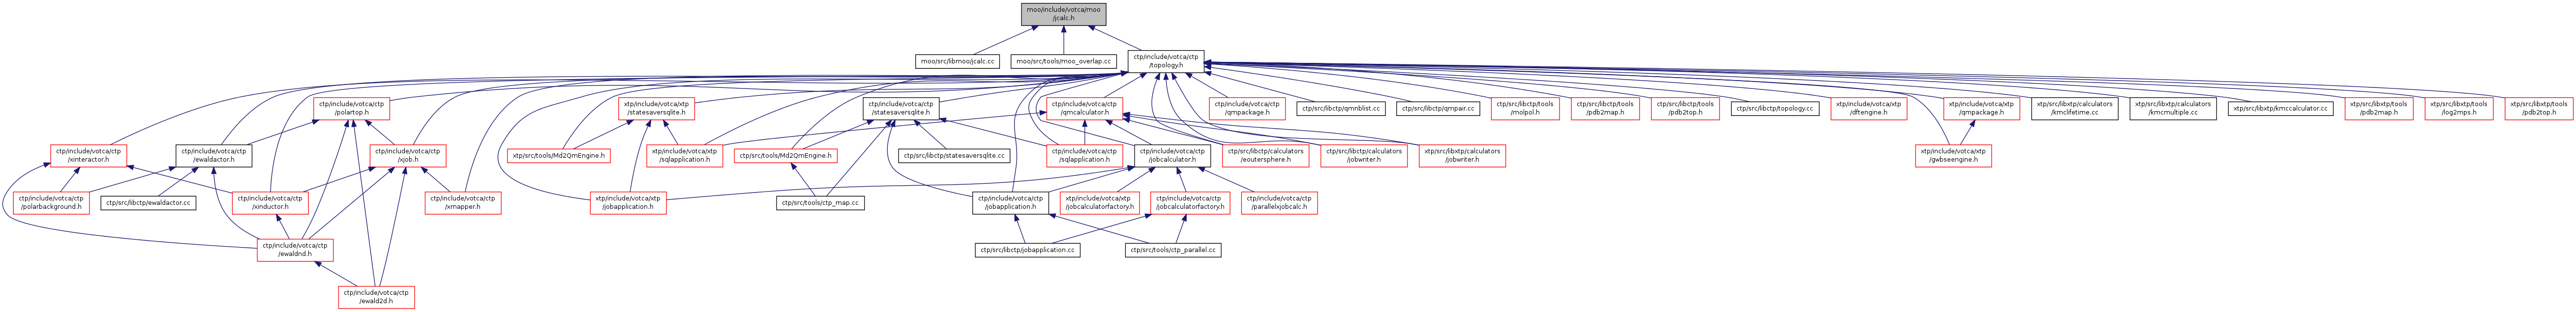 moo/include/votca/moo
/jcalc.h
moo/src/libmoo/jcalc.cc
moo/src/tools/moo_overlap.cc
ctp/include/votca/ctp
/topology.h
ctp/include/votca/ctp
/polartop.h
xtp/include/votca/xtp
/statesaversqlite.h
ctp/include/votca/ctp
/statesaversqlite.h
ctp/include/votca/ctp
/qmcalculator.h
ctp/include/votca/ctp
/qmpackage.h
ctp/src/libctp/qmnblist.cc
ctp/src/libctp/qmpair.cc
ctp/src/libctp/tools
/molpol.h
ctp/src/libctp/tools
/pdb2map.h
ctp/src/libctp/tools
/pdb2top.h
ctp/src/libctp/topology.cc
xtp/include/votca/xtp
/dftengine.h
xtp/include/votca/xtp
/qmpackage.h
xtp/src/libxtp/calculators
/kmclifetime.cc
xtp/src/libxtp/calculators
/kmcmultiple.cc
xtp/src/libxtp/kmccalculator.cc
xtp/src/libxtp/tools
/pdb2map.h
xtp/src/libxtp/tools
/log2mps.h
xtp/src/libxtp/tools
/pdb2top.h
ctp/include/votca/ctp
/xinteractor.h
ctp/include/votca/ctp
/ewaldactor.h
ctp/include/votca/ctp
/xjob.h
xtp/src/tools/Md2QmEngine.h
xtp/include/votca/xtp
/sqlapplication.h
ctp/src/tools/Md2QmEngine.h
ctp/src/libctp/statesaversqlite.cc
ctp/include/votca/ctp
/sqlapplication.h
ctp/include/votca/ctp
/jobcalculator.h
ctp/src/libctp/calculators
/eoutersphere.h
ctp/src/libctp/calculators
/jobwriter.h
xtp/src/libxtp/calculators
/jobwriter.h
xtp/include/votca/xtp
/gwbseengine.h
ctp/include/votca/ctp
/polarbackground.h
ctp/src/libctp/ewaldactor.cc
ctp/include/votca/ctp
/xinductor.h
ctp/include/votca/ctp
/xmapper.h
xtp/include/votca/xtp
/jobapplication.h
ctp/src/tools/ctp_map.cc
ctp/include/votca/ctp
/jobapplication.h
xtp/include/votca/xtp
/jobcalculatorfactory.h
ctp/include/votca/ctp
/jobcalculatorfactory.h
ctp/include/votca/ctp
/parallelxjobcalc.h
ctp/include/votca/ctp
/ewaldnd.h
ctp/src/libctp/jobapplication.cc
ctp/src/tools/ctp_parallel.cc
ctp/include/votca/ctp
/ewald2d.h